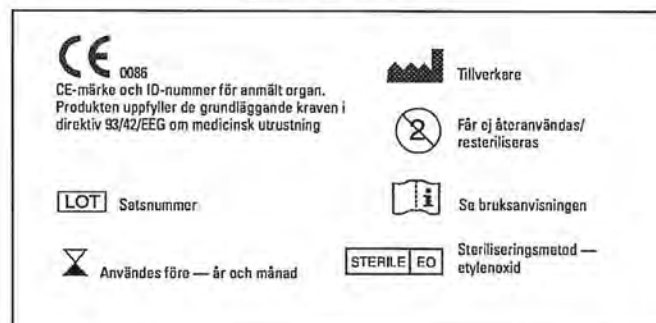 CE 0086
CE-märke och ID-nummer för anmält organ.
Produkten uppfyller de grundläggande kraven i
direktiv 93/42/EEG om medicinsk utrustning
LOT Satsnummer
Användes före — år och månad
Tillverkare
2 Får ej återanvändas/
resteriliseras
i Se bruksanvisningen
STERILE EO Steriliseringsmetod —
etylenoxid